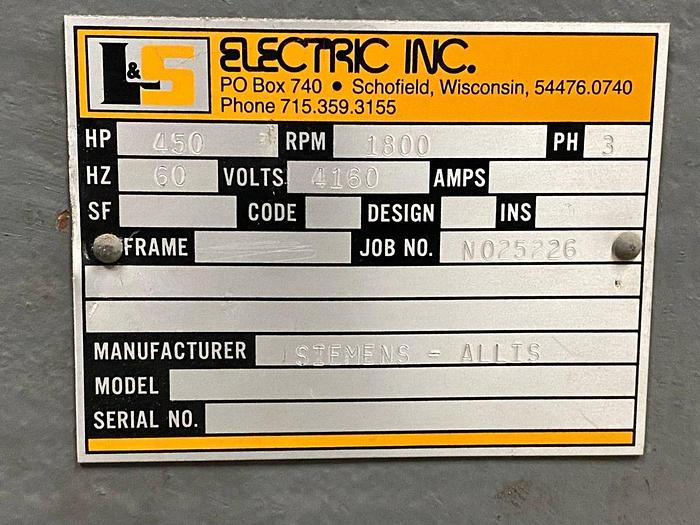 L&S ELECTRIC INC.
PO Box 740 • Schofield, Wisconsin, 54476.0740
Phone 715.359.3155
HP 450 RPM 1800 PH 3
HZ 60 VOLTS 4160 AMPS
SF CODE DESIGN INS
FRAME JOB NO. N025226
MANUFACTURER SIEMENS - ALLIS
MODEL
SERIAL NO.